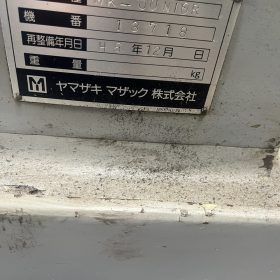 機番 13718
再整備年月日 年12月 日
重量 kg
M ヤマザキ マザック 株式会社